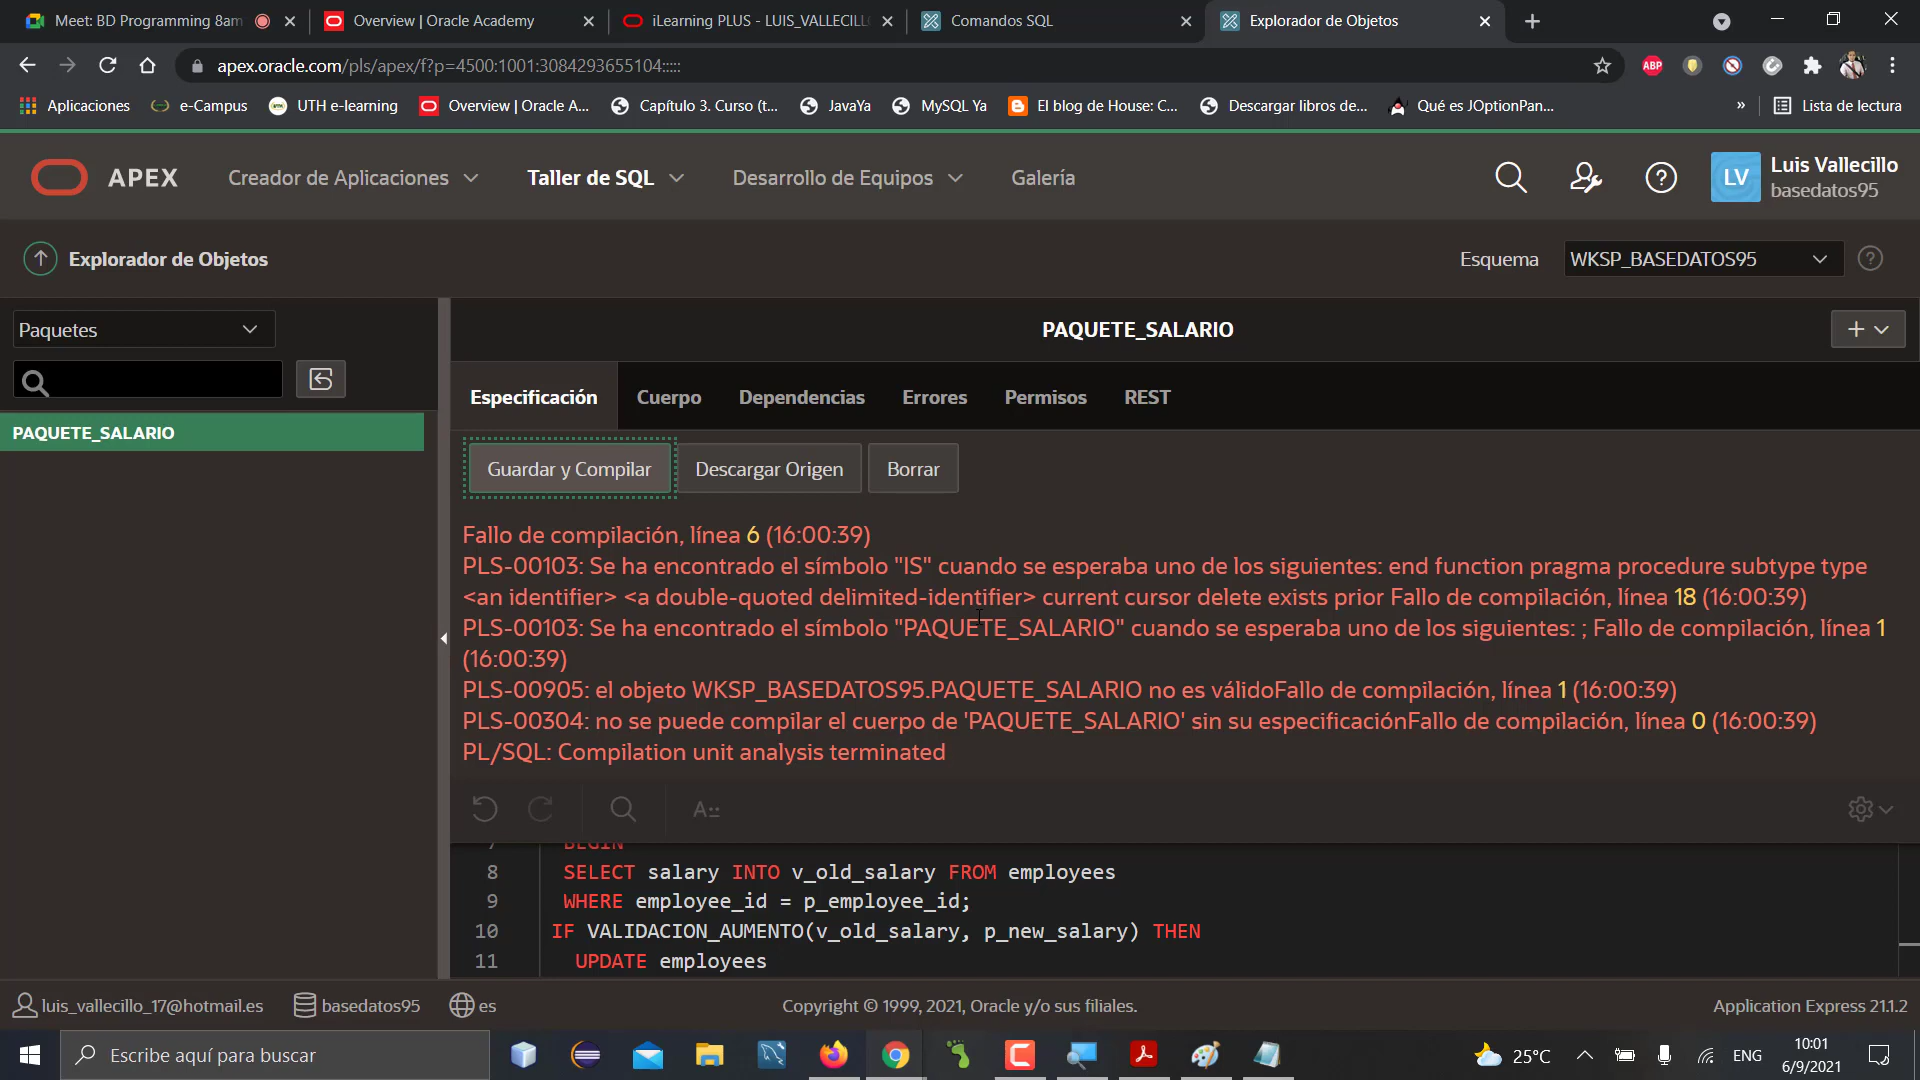 Meet: BD Programming 8am
Overview | Oracle Academy
iLearning PLUS - LUIS_VALLECILL
Comandos SQL
Explorador de Objetos
apex.oracle.com/pls/apex/f?p=4500:1001:3084293655104:::::
ABP
Aplicaciones
e-Campus
UTH e-learning
Overview | Oracle A...
Capítulo 3. Curso (t...
JavaYa
MySQL Ya
El blog de House: C...
Descargar libros de...
Qué es JOptionPan...
»
Lista de lectura
APEX
Creador de Aplicaciones
Taller de SQL
Desarrollo de Equipos
Galería
LV
Luis Vallecillo
basedatos95
Explorador de Objetos
Esquema
WKSP_BASEDATOS95
Paquetes
PAQUETE_SALARIO
PAQUETE_SALARIO
Especificación
Cuerpo
Dependencias
Errores
Permisos
REST
Guardar y Compilar
Descargar Origen
Borrar
Fallo de compilación, línea 6 (16:00:39)
PLS-00103: Se ha encontrado el símbolo "IS" cuando se esperaba uno de los siguientes: end function pragma procedure subtype type
<an identifier> <a double-quoted delimited-identifier> current cursor delete exists prior Fallo de compilación, línea 18 (16:00:39)
PLS-00103: Se ha encontrado el símbolo "PAQUETE_SALARIO" cuando se esperaba uno de los siguientes: ; Fallo de compilación, línea 1
(16:00:39)
PLS-00905: el objeto WKSP_BASEDATOS95.PAQUETE_SALARIO no es válidoFallo de compilación, línea 1 (16:00:39)
PLS-00304: no se puede compilar el cuerpo de 'PAQUETE_SALARIO' sin su especificaciónFallo de compilación, línea 0 (16:00:39)
PL/SQL: Compilation unit analysis terminated
7 BEGIN
8 SELECT salary INTO v_old_salary FROM employees
9 WHERE employee_id = p_employee_id;
10 IF VALIDACION_AUMENTO(v_old_salary, p_new_salary) THEN
11 UPDATE employees
luis_vallecillo_17@hotmail.es
basedatos95
es
Copyright © 1999, 2021, Oracle y/o sus filiales.
Application Express 21.1.2
Escribe aquí para buscar
25°C
ENG
10:01
6/9/2021